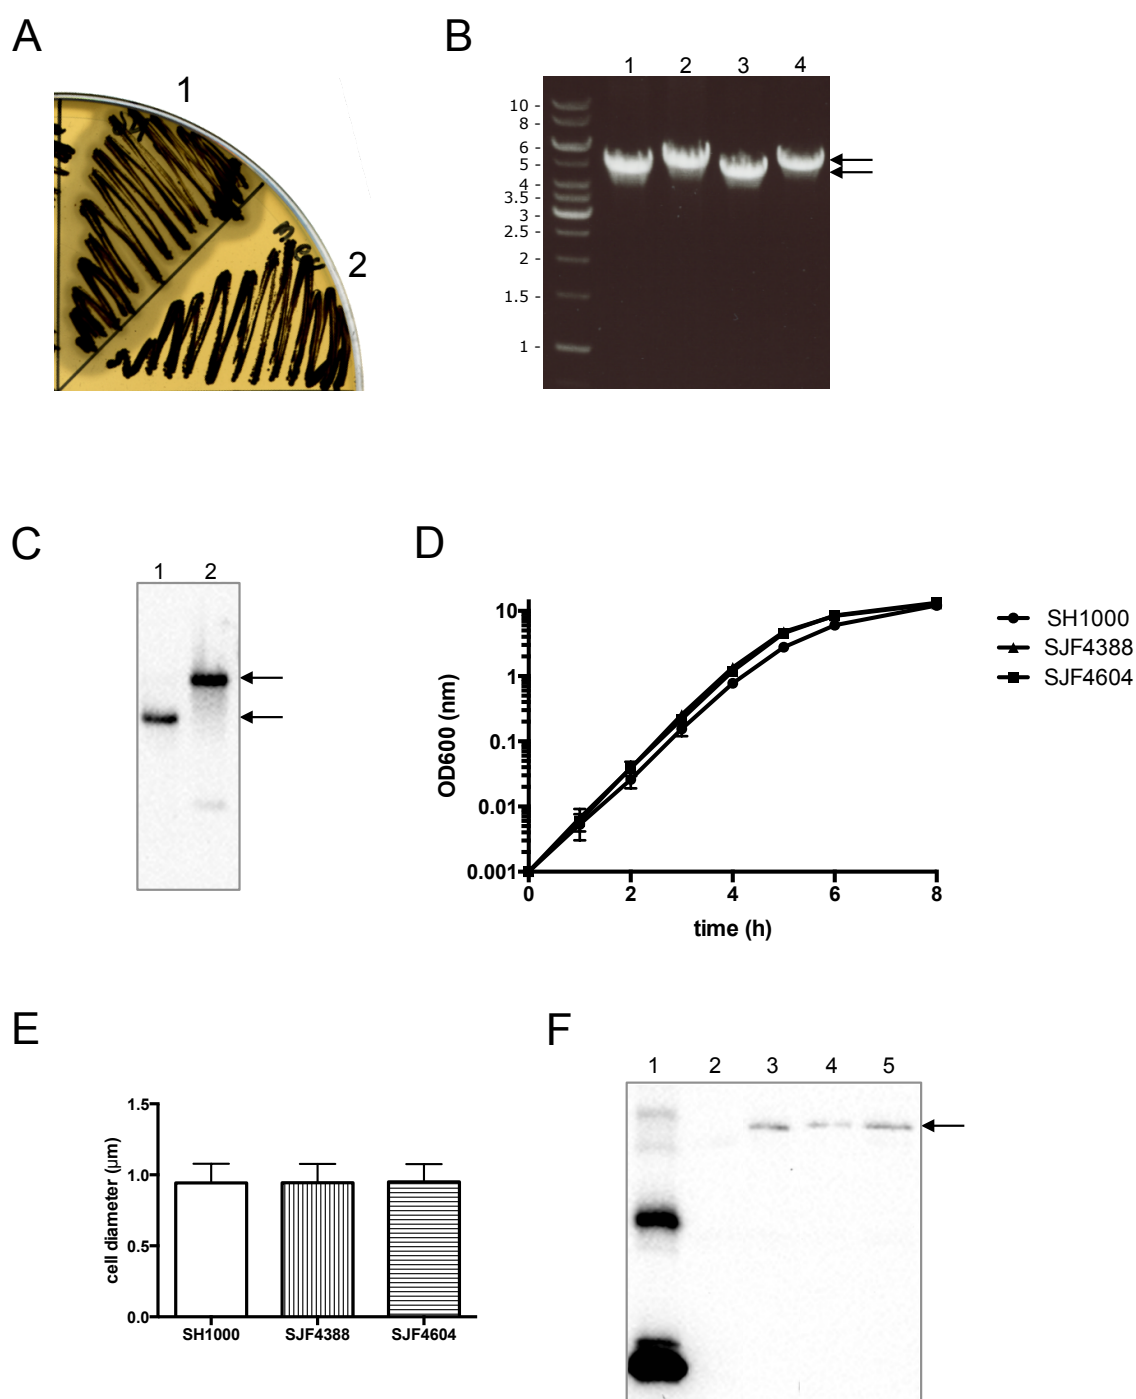 A
1
2
B
1 2 3 4
10 -
8 -
6 -
5 -
4 -
3.5 -
3 -
2.5 -
2 -
1.5 -
1 -
C
1 2
D
OD600 (nm)
10
1
0.1
0.01
0.001
0 2 4 6 8
time (h)
SH1000
SJF4388
SJF4604
E
cell diameter (µm)
1.5
1.0
0.5
0.0
SH1000 SJF4388 SJF4604
F
1 2 3 4 5